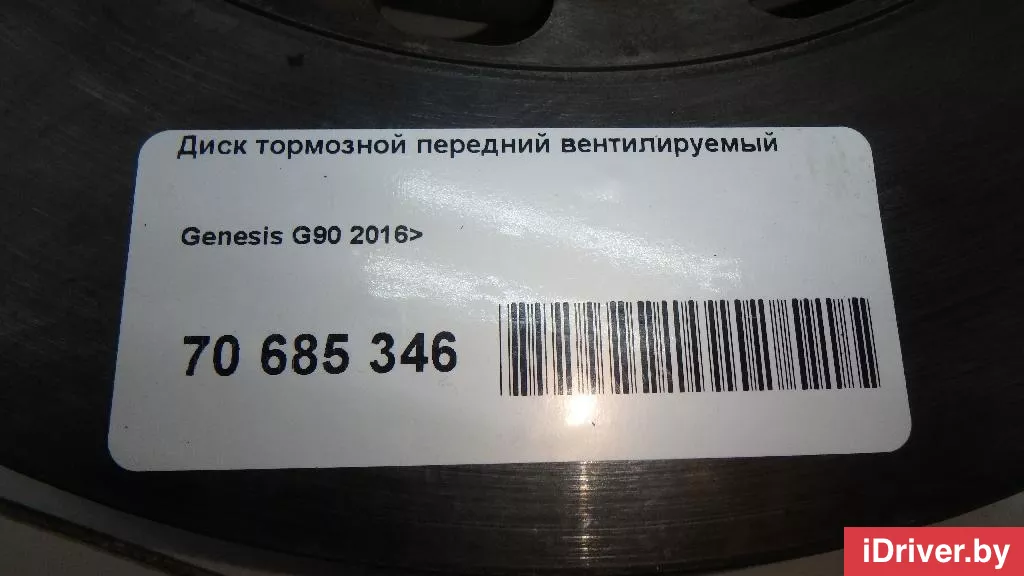 Диск тормозной передний вентилируемый
Genesis G90 2016>
70 685 346
iDriver.by